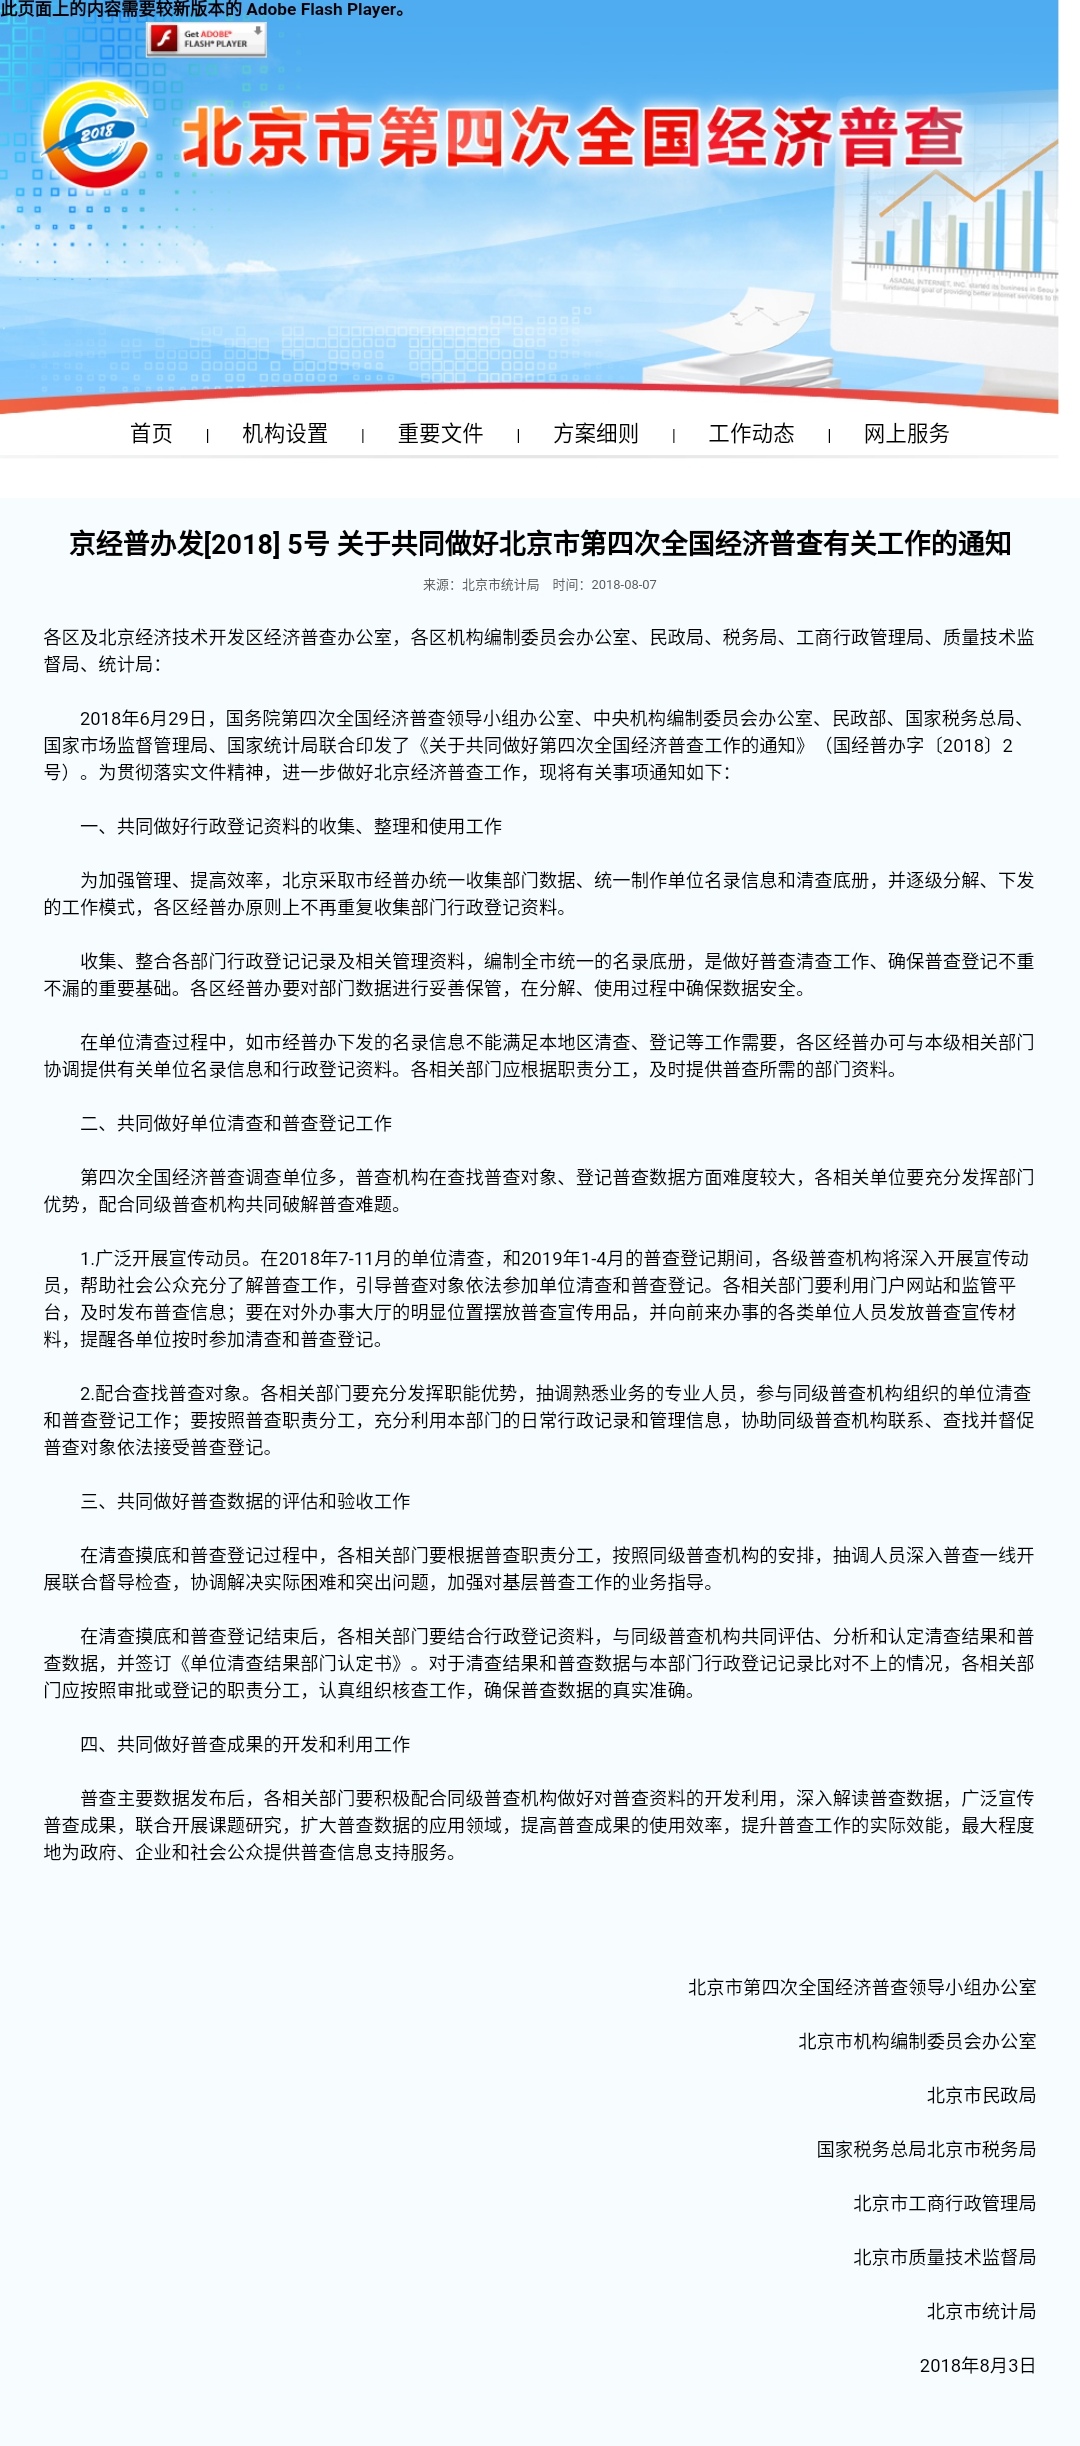 此页面上的内容需要较新版本的 Adobe Flash Player。
Get ADOBE®
FLASH® PLAYER
2018
北京市第四次全国经济普查
ASADAL INTERNET, INC. started its business in Seou
fundamental goal of providing better internet services to th
首页 | 机构设置 | 重要文件 | 方案细则 | 工作动态 | 网上服务
京经普办发[2018] 5号 关于共同做好北京市第四次全国经济普查有关工作的通知
来源：北京市统计局 时间：2018-08-07
各区及北京经济技术开发区经济普查办公室，各区机构编制委员会办公室、民政局、税务局、工商行政管理局、质量技术监
督局、统计局：
2018年6月29日，国务院第四次全国经济普查领导小组办公室、中央机构编制委员会办公室、民政部、国家税务总局、
国家市场监督管理局、国家统计局联合印发了《关于共同做好第四次全国经济普查工作的通知》（国经普办字〔2018〕2
号）。为贯彻落实文件精神，进一步做好北京经济普查工作，现将有关事项通知如下：
一、共同做好行政登记资料的收集、整理和使用工作
为加强管理、提高效率，北京采取市经普办统一收集部门数据、统一制作单位名录信息和清查底册，并逐级分解、下发
的工作模式，各区经普办原则上不再重复收集部门行政登记资料。
收集、整合各部门行政登记记录及相关管理资料，编制全市统一的名录底册，是做好普查清查工作、确保普查登记不重
不漏的重要基础。各区经普办要对部门数据进行妥善保管，在分解、使用过程中确保数据安全。
在单位清查过程中，如市经普办下发的名录信息不能满足本地区清查、登记等工作需要，各区经普办可与本级相关部门
协调提供有关单位名录信息和行政登记资料。各相关部门应根据职责分工，及时提供普查所需的部门资料。
二、共同做好单位清查和普查登记工作
第四次全国经济普查调查单位多，普查机构在查找普查对象、登记普查数据方面难度较大，各相关单位要充分发挥部门
优势，配合同级普查机构共同破解普查难题。
1.广泛开展宣传动员。在2018年7-11月的单位清查，和2019年1-4月的普查登记期间，各级普查机构将深入开展宣传动
员，帮助社会公众充分了解普查工作，引导普查对象依法参加单位清查和普查登记。各相关部门要利用门户网站和监管平
台，及时发布普查信息；要在对外办事大厅的明显位置摆放普查宣传用品，并向前来办事的各类单位人员发放普查宣传材
料，提醒各单位按时参加清查和普查登记。
2.配合查找普查对象。各相关部门要充分发挥职能优势，抽调熟悉业务的专业人员，参与同级普查机构组织的单位清查
和普查登记工作；要按照普查职责分工，充分利用本部门的日常行政记录和管理信息，协助同级普查机构联系、查找并督促
普查对象依法接受普查登记。
三、共同做好普查数据的评估和验收工作
在清查摸底和普查登记过程中，各相关部门要根据普查职责分工，按照同级普查机构的安排，抽调人员深入普查一线开
展联合督导检查，协调解决实际困难和突出问题，加强对基层普查工作的业务指导。
在清查摸底和普查登记结束后，各相关部门要结合行政登记资料，与同级普查机构共同评估、分析和认定清查结果和普
查数据，并签订《单位清查结果部门认定书》。对于清查结果和普查数据与本部门行政登记记录比对不上的情况，各相关部
门应按照审批或登记的职责分工，认真组织核查工作，确保普查数据的真实准确。
四、共同做好普查成果的开发和利用工作
普查主要数据发布后，各相关部门要积极配合同级普查机构做好对普查资料的开发利用，深入解读普查数据，广泛宣传
普查成果，联合开展课题研究，扩大普查数据的应用领域，提高普查成果的使用效率，提升普查工作的实际效能，最大程度
地为政府、企业和社会公众提供普查信息支持服务。
北京市第四次全国经济普查领导小组办公室
北京市机构编制委员会办公室
北京市民政局
国家税务总局北京市税务局
北京市工商行政管理局
北京市质量技术监督局
北京市统计局
2018年8月3日